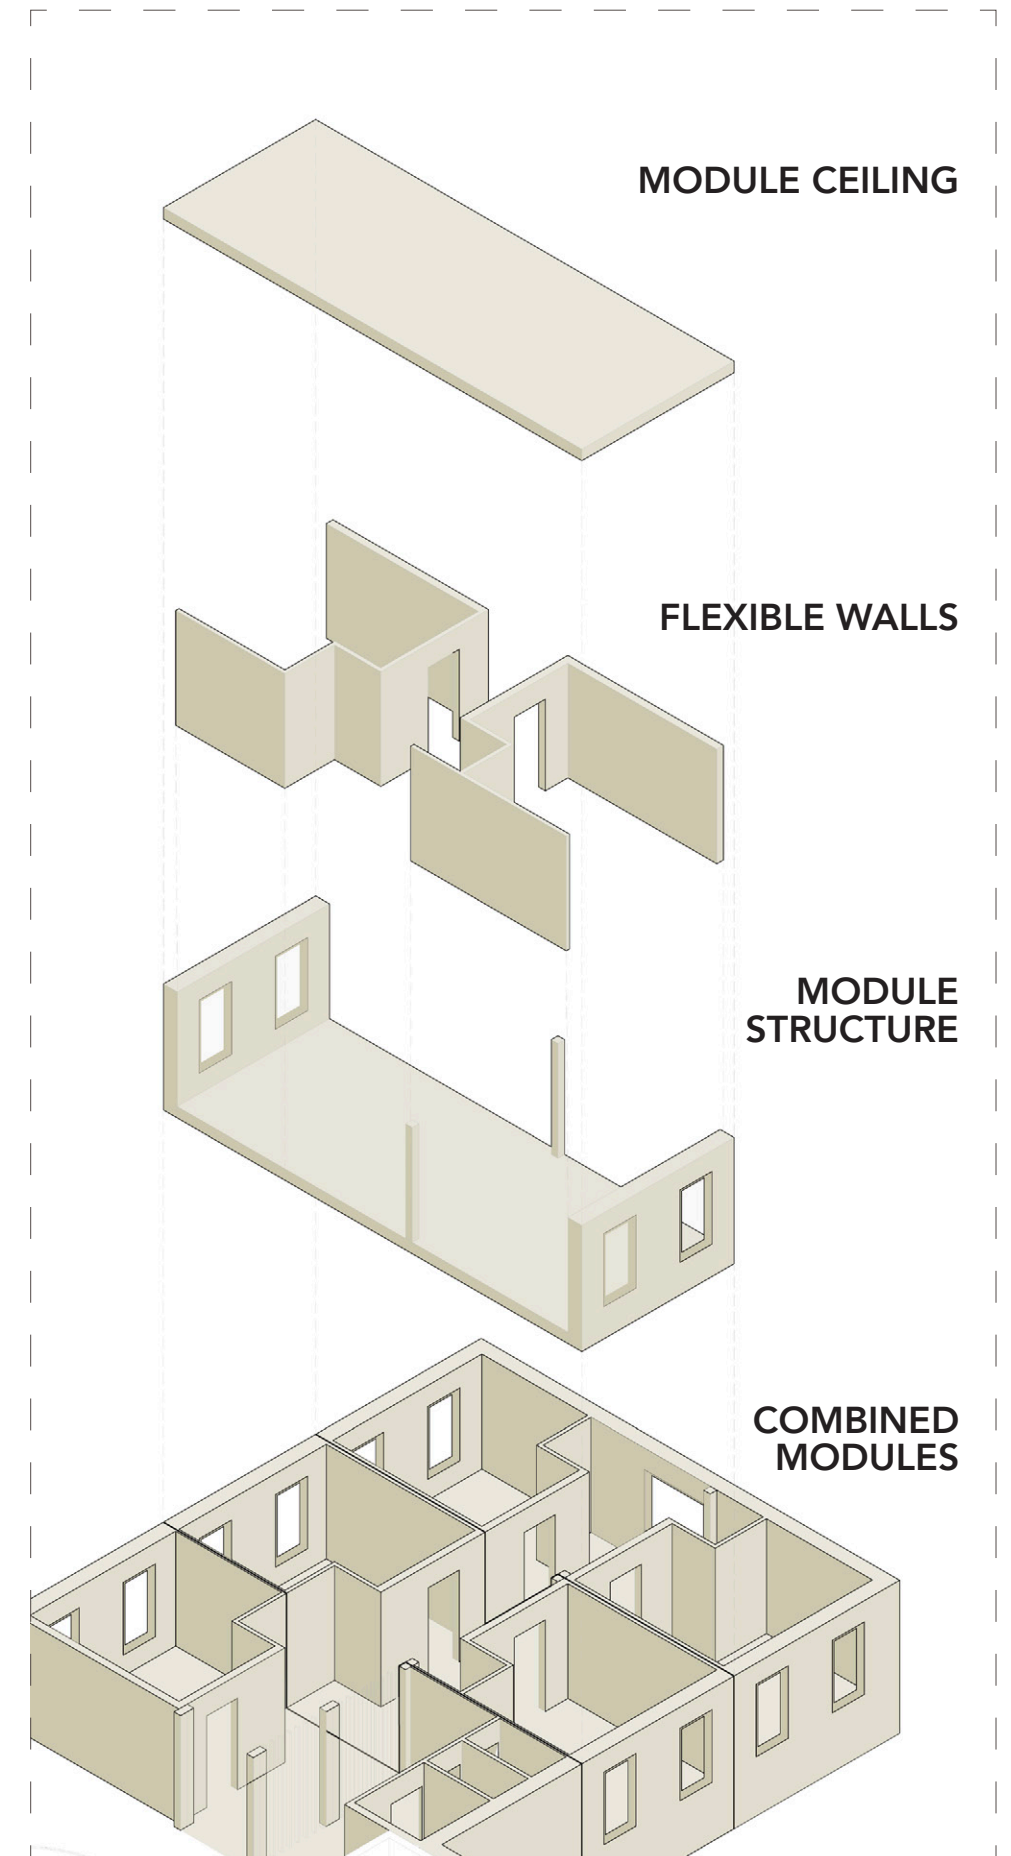 MODULE CEILING
FLEXIBLE WALLS
MODULE
STRUCTURE
COMBINED
MODULES